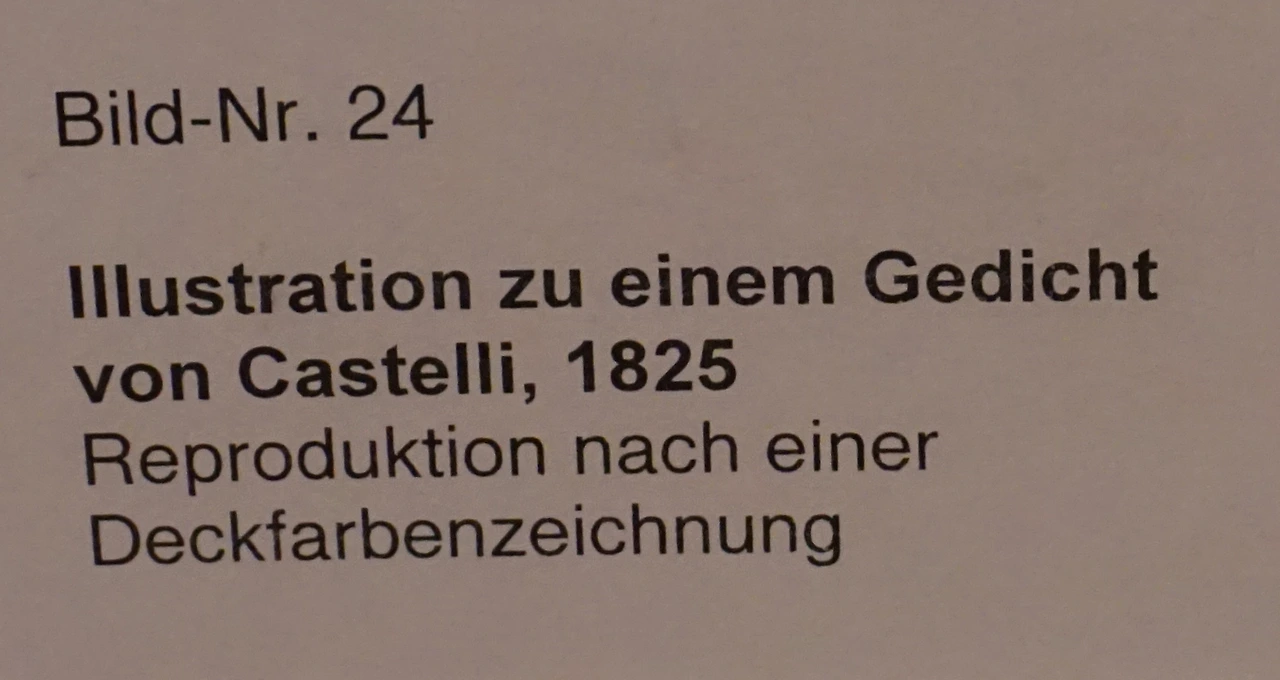 Bild-Nr. 24
Illustration zu einem Gedicht
von Castelli, 1825
Reproduktion nach einer
Deckfarbenzeichnung